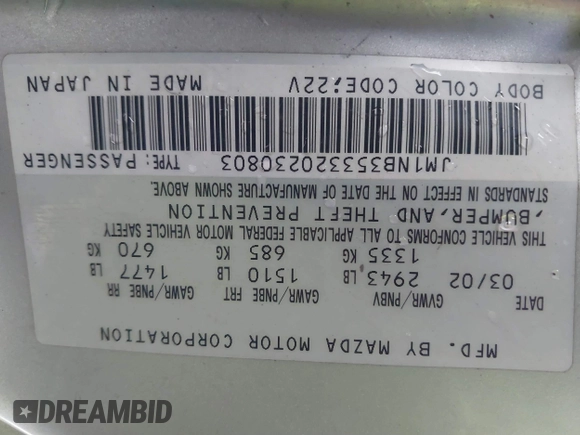 MFD. BY MAZDA MOTOR CORPORATION
DATE GVWR/PNBV GAWR/PNBE FRT GAWR/PNBE RR
03/02 2943 LB 1510 LB 1477 LB
1335 KG 685 KG 670 KG
THIS VEHICLE CONFORMS TO ALL APPLICABLE FEDERAL MOTOR VEHICLE SAFETY
,BUMPER,AND THEFT PREVENTION
STANDARDS IN EFFECT ON THE DATE OF MANUFACTURE SHOWN ABOVE.
JM1NB353320230803 TYPE:PASSENGER
BODY COLOR CODE;22V MADE IN JAPAN
DREAMBID